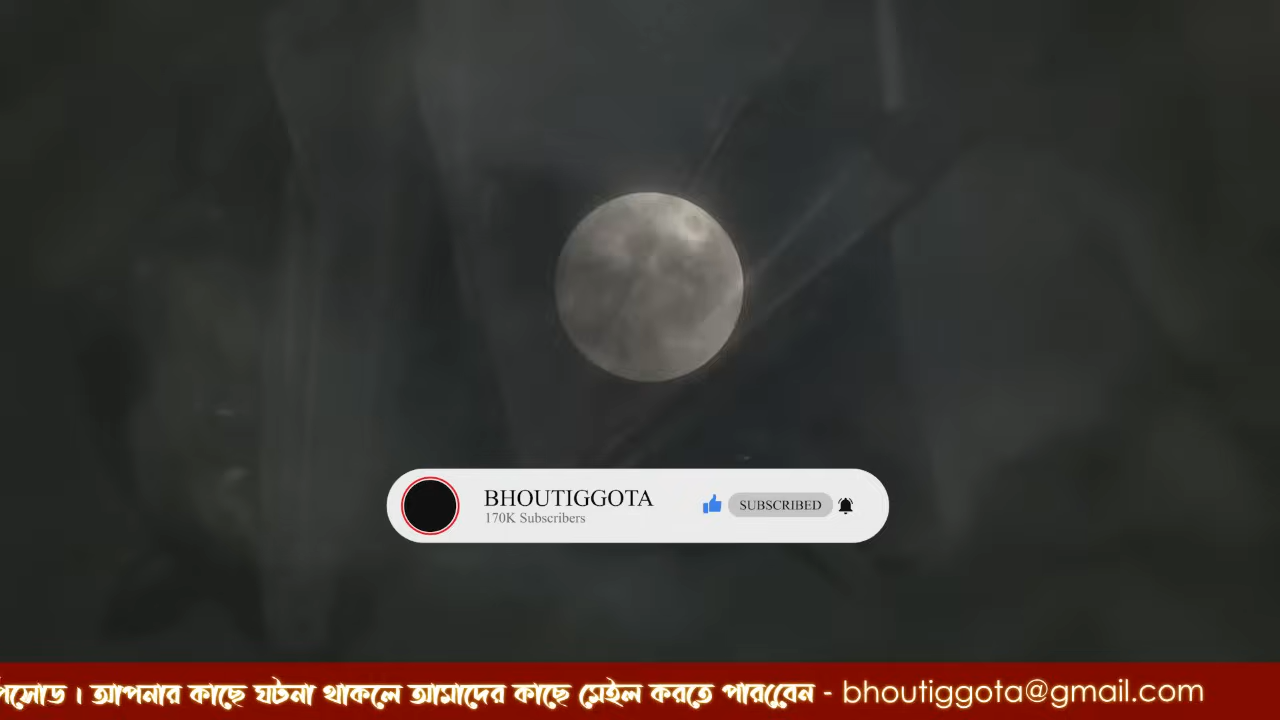 BHOUTIGGOTA
170K Subscribers
SUBSCRIBED
পিসোড। আপনার কাছে ঘটনা থাকলে আমাদের কাছে মেইল করতে পারবেন - bhoutiggota@gmail.com